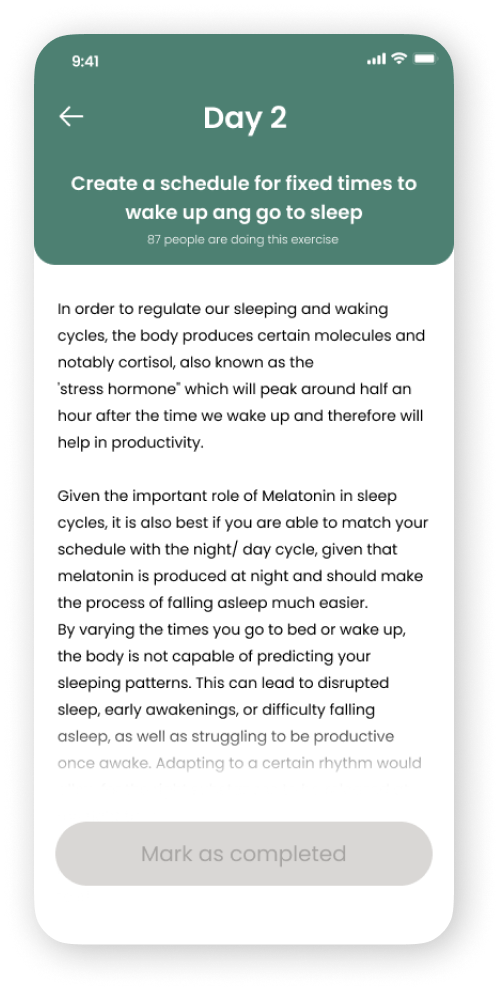 9:41
Day 2
Create a schedule for fixed times to
wake up ang go to sleep
87 people are doing this exercise
In order to regulate our sleeping and waking
cycles, the body produces certain molecules and
notably cortisol, also known as the
'stress hormone" which will peak around half an
hour after the time we wake up and therefore will
help in productivity.
Given the important role of Melatonin in sleep
cycles, it is also best if you are able to match your
schedule with the night/ day cycle, given that
melatonin is produced at night and should make
the process of falling asleep much easier.
By varying the times you go to bed or wake up,
the body is not capable of predicting your
sleeping patterns. This can lead to disrupted
sleep, early awakenings, or difficulty falling
asleep, as well as struggling to be productive
once awake. Adapting to a certain rhythm would
Mark as completed